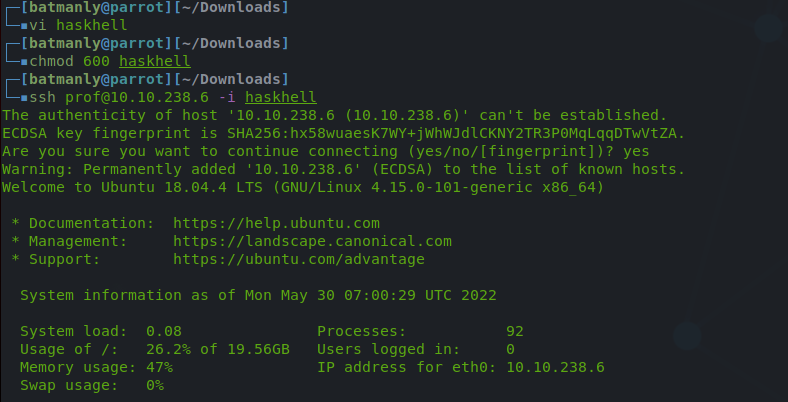 ┌─[batmanly@parrot][~/Downloads]
└─▪vi haskhell
┌─[batmanly@parrot][~/Downloads]
└─▪chmod 600 haskhell
┌─[batmanly@parrot][~/Downloads]
└─▪ssh prof@10.10.238.6 -i haskhell
The authenticity of host '10.10.238.6 (10.10.238.6)' can't be established.
ECDSA key fingerprint is SHA256:hx58wuaesK7WY+jWhWJdlCKNY2TR3P0MqLqqDTwVtZA.
Are you sure you want to continue connecting (yes/no/[fingerprint])? yes
Warning: Permanently added '10.10.238.6' (ECDSA) to the list of known hosts.
Welcome to Ubuntu 18.04.4 LTS (GNU/Linux 4.15.0-101-generic x86_64)

 * Documentation:  https://help.ubuntu.com
 * Management:     https://landscape.canonical.com
 * Support:        https://ubuntu.com/advantage

  System information as of Mon May 30 07:00:29 UTC 2022

  System load:  0.08               Processes:           92
  Usage of /:   26.2% of 19.56GB   Users logged in:     0
  Memory usage: 47%                IP address for eth0: 10.10.238.6
  Swap usage:   0%